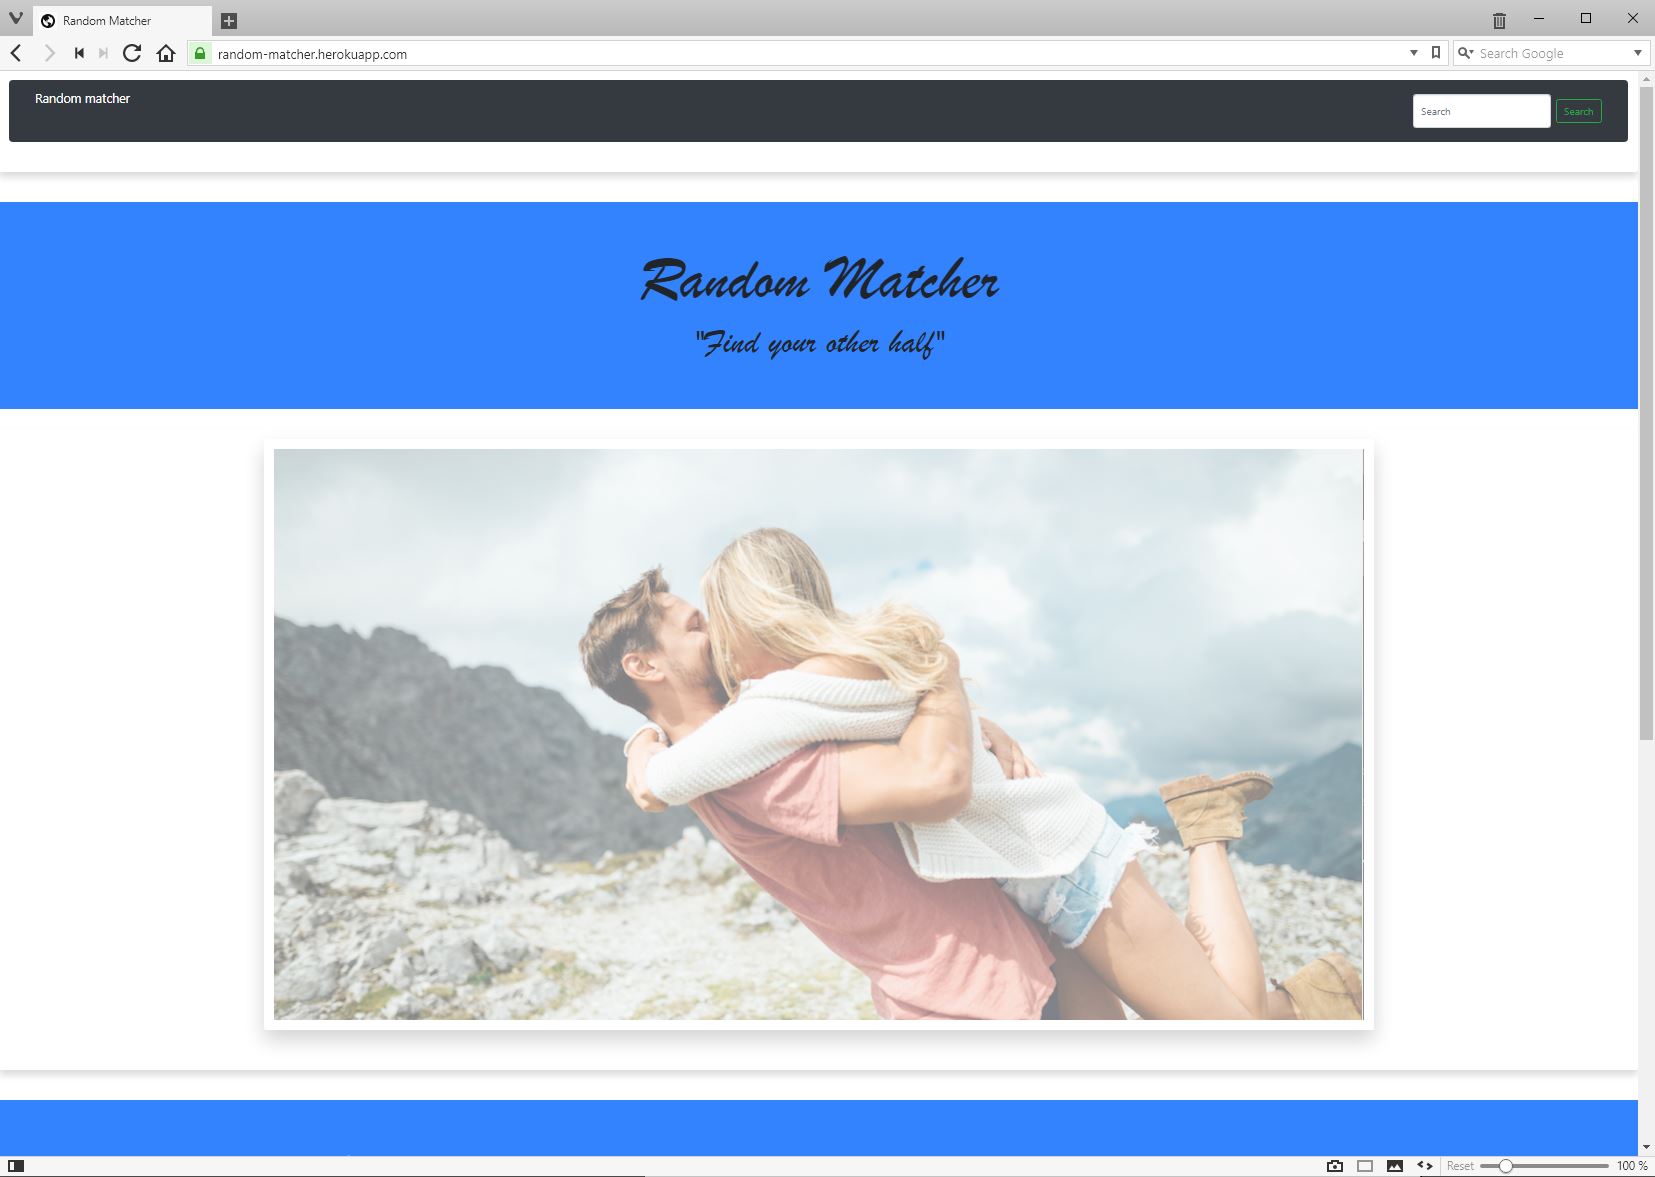 Random Matcher
random-matcher.herokuapp.com
Search Google
Random matcher
Search
Search
Random Matcher
"Find your other half"
Reset
100 %